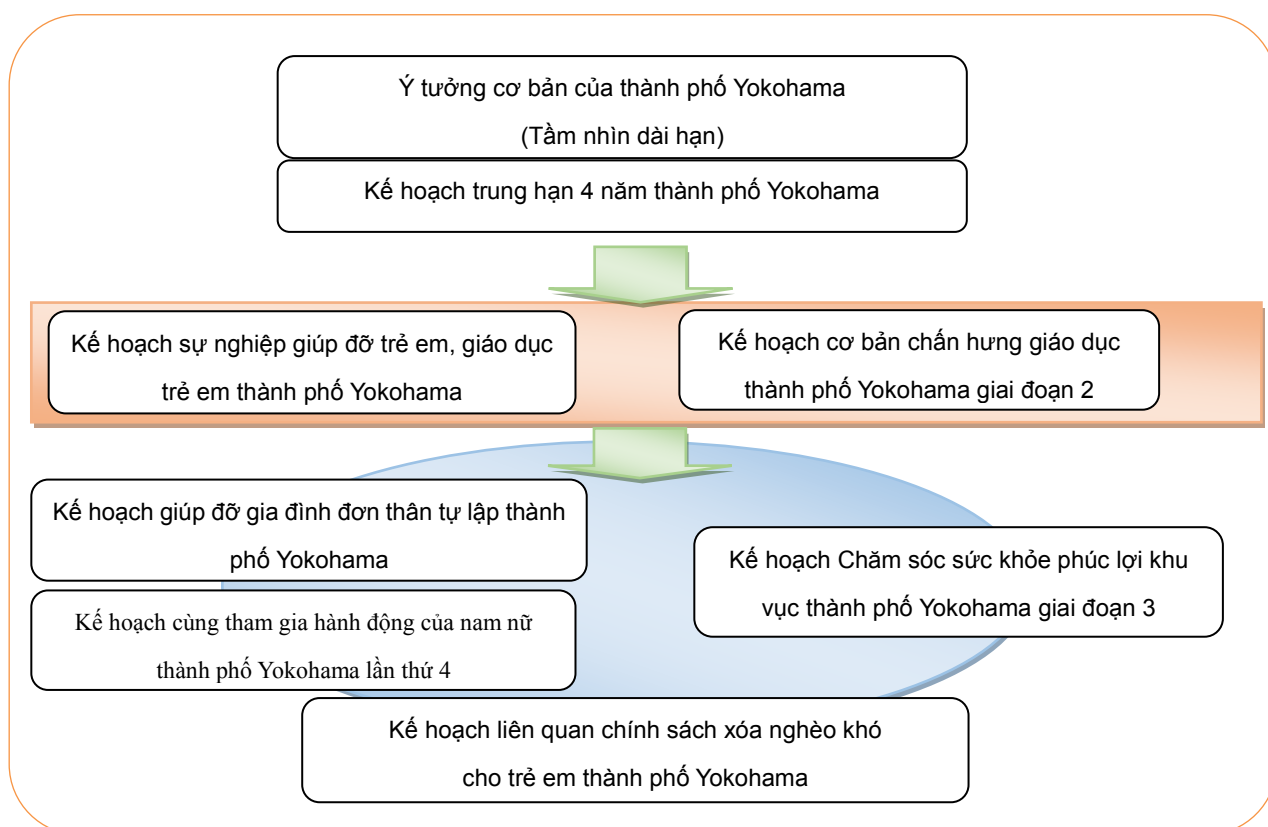 Ý tưởng cơ bản của thành phố Yokohama
(Tầm nhìn dài hạn)
Kế hoạch trung hạn 4 năm thành phố Yokohama
Kế hoạch sự nghiệp giúp đỡ trẻ em, giáo dục
trẻ em thành phố Yokohama
Kế hoạch cơ bản chấn hưng giáo dục
thành phố Yokohama giai đoạn 2
Kế hoạch giúp đỡ gia đình đơn thân tự lập thành
phố Yokohama
Kế hoạch Chăm sóc sức khỏe phúc lợi khu
vực thành phố Yokohama giai đoạn 3
Kế hoạch cùng tham gia hành động của nam nữ
thành phố Yokohama lần thứ 4
Kế hoạch liên quan chính sách xóa nghèo khó
cho trẻ em thành phố Yokohama